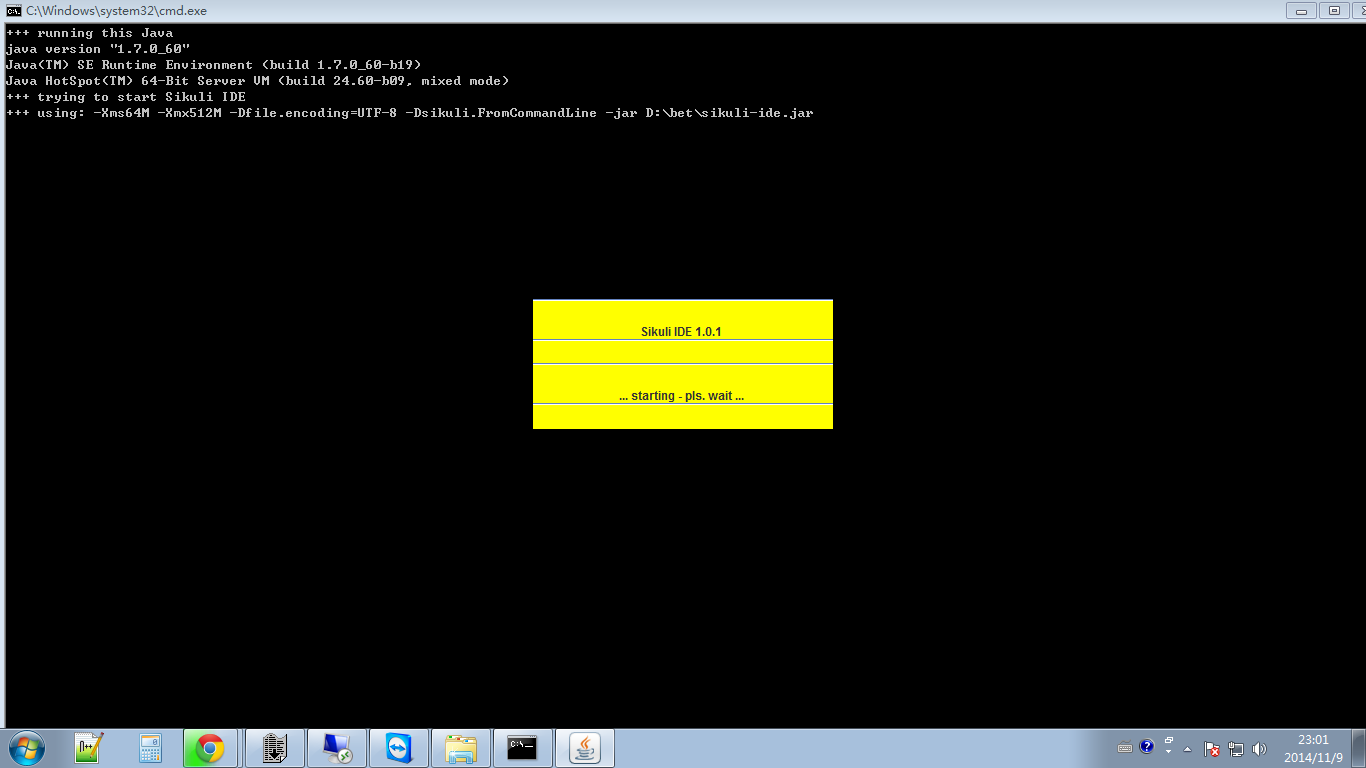 C:\Windows\system32\cmd.exe
+++ running this Java
java version "1.7.0_60"
Java(TM) SE Runtime Environment (build 1.7.0_60-b19)
Java HotSpot(TM) 64-Bit Server VM (build 24.60-b09, mixed mode)
+++ trying to start Sikuli IDE
+++ using: -Xms64M -Xmx512M -Dfile.encoding=UTF-8 -Dsikuli.FromCommandLine -jar D:\bet\sikuli-ide.jar
Sikuli IDE 1.0.1
... starting - pls. wait ...
23:01
2014/11/9